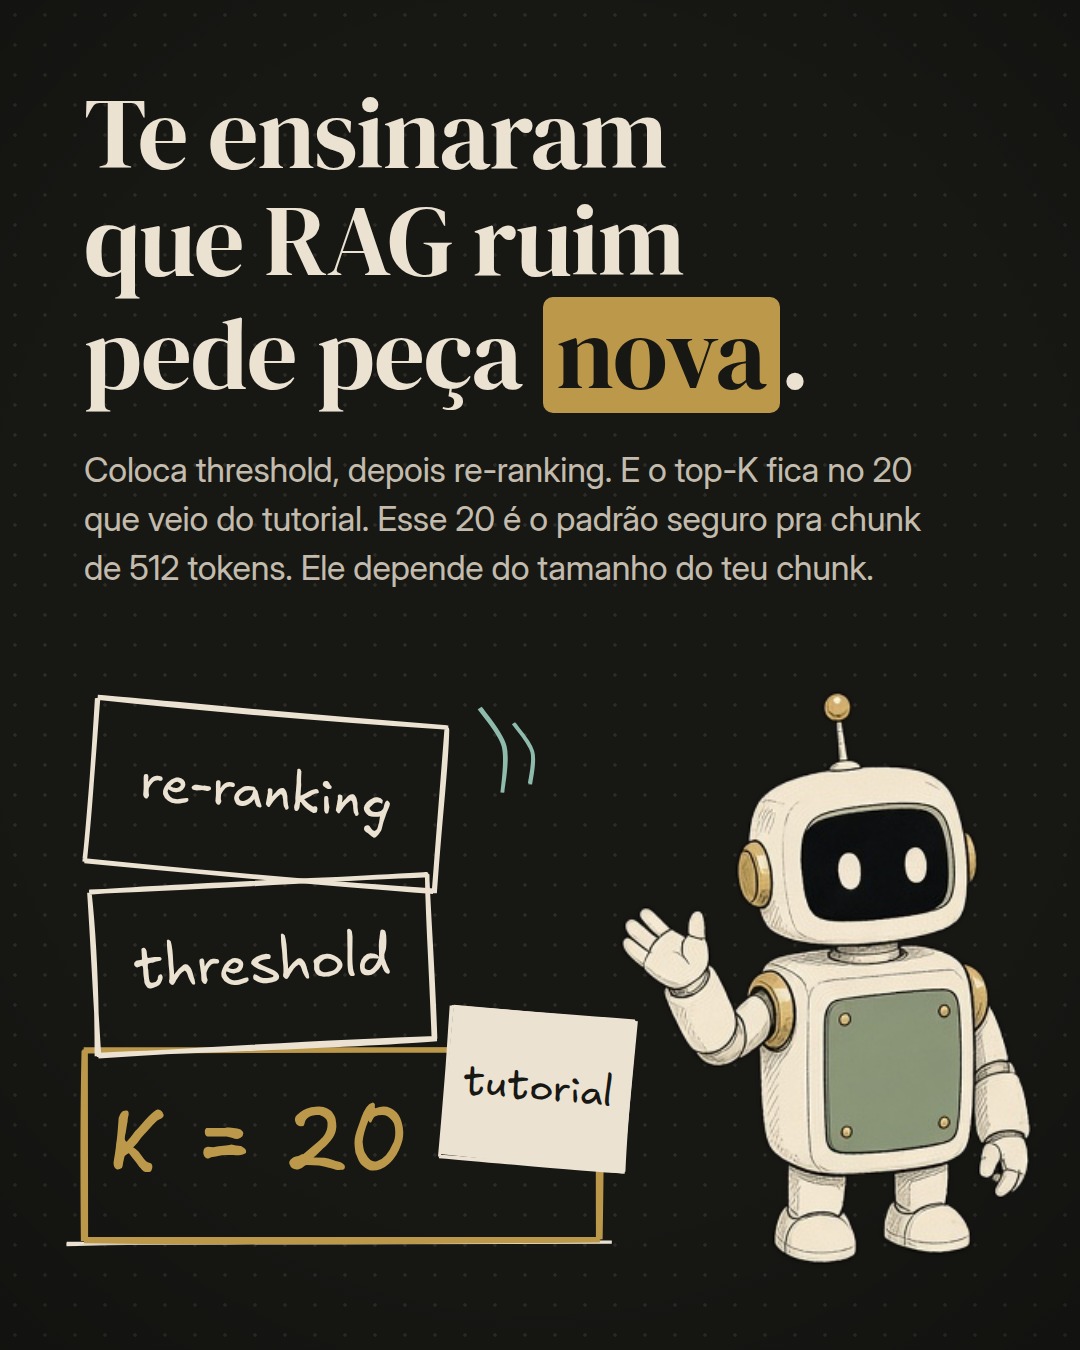 Te ensinaram
que RAG ruim
pede peça nova.
Coloca threshold, depois re-ranking. E o top-K fica no 20
que veio do tutorial. Esse 20 é o padrão seguro pra chunk
de 512 tokens. Ele depende do tamanho do teu chunk.
re-ranking
threshold
tutorial
K = 20